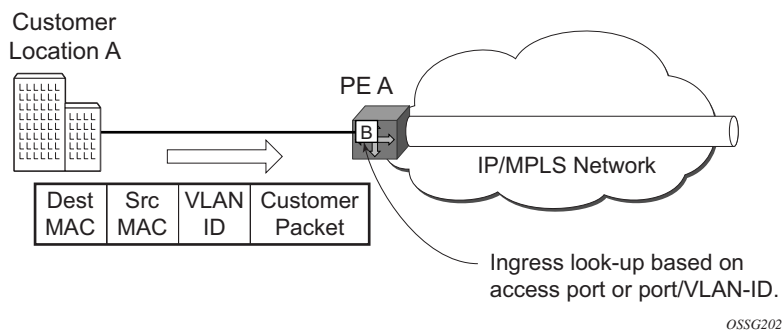 Customer
Location A
PE A
B
IP/MPLS Network
Dest
MAC
Src
MAC
VLAN
ID
Customer
Packet
Ingress look-up based on
access port or port/VLAN-ID.
OSSG202